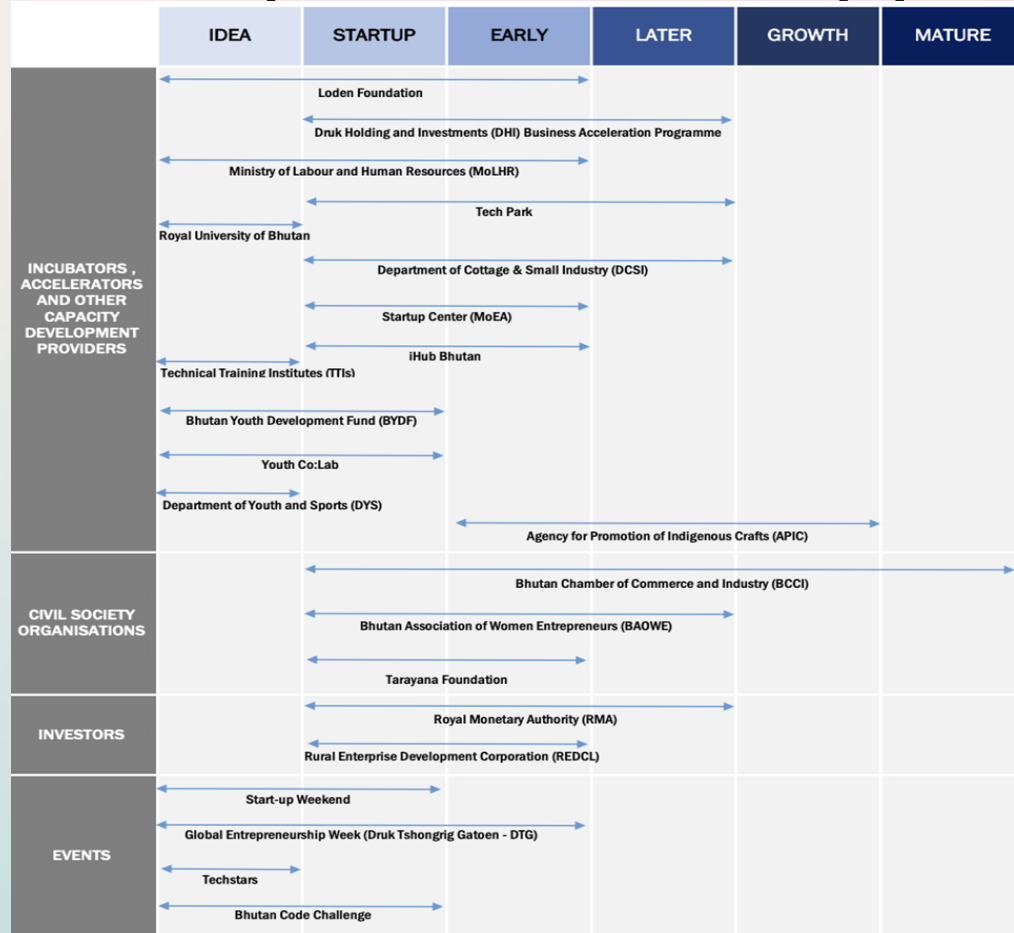 IDEA STARTUP EARLY LATER GROWTH MATURE
INCUBATORS ,
ACCELERATORS
AND OTHER
CAPACITY
DEVELOPMENT
PROVIDERS
Loden Foundation
Druk Holding and Investments (DHI) Business Acceleration Programme
Ministry of Labour and Human Resources (MoLHR)
Tech Park
Royal University of Bhutan
Department of Cottage & Small Industry (DCSI)
Startup Center (MoEA)
iHub Bhutan
Technical Training Institutes (TTIs)
Bhutan Youth Development Fund (BYDF)
Youth Co:Lab
Department of Youth and Sports (DYS)
Agency for Promotion of Indigenous Crafts (APIC)
CIVIL SOCIETY
ORGANISATIONS
Bhutan Chamber of Commerce and Industry (BCCI)
Bhutan Association of Women Entrepreneurs (BAOWE)
Tarayana Foundation
INVESTORS
Royal Monetary Authority (RMA)
Rural Enterprise Development Corporation (REDCL)
EVENTS
Start-up Weekend
Global Entrepreneurship Week (Druk Tshongrig Gatoen - DTG)
Techstars
Bhutan Code Challenge